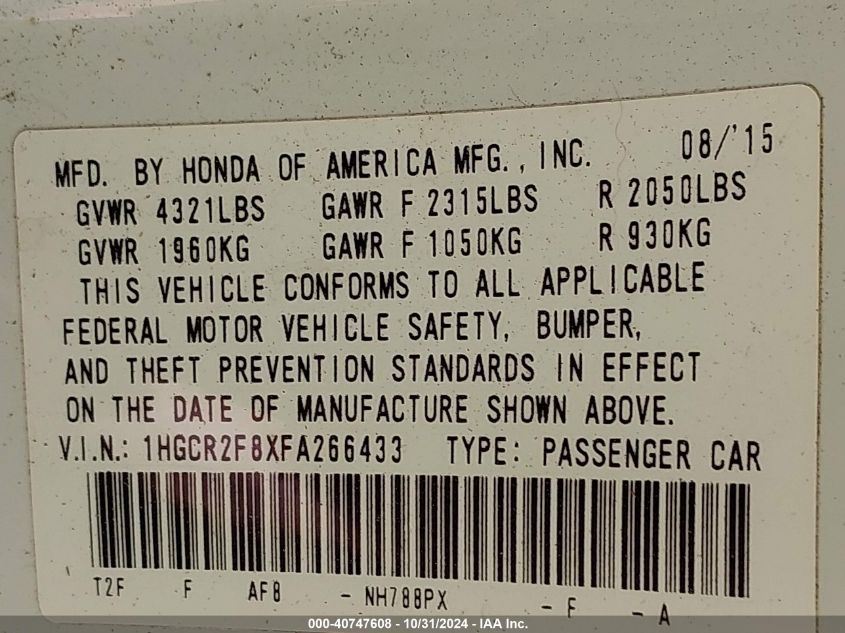 MFD. BY HONDA OF AMERICA MFG., INC. 08/'15
GVWR 4321LBS GAWR F 2315LBS R 2050LBS
GVWR 1960KG GAWR F 1050KG R 930KG
THIS VEHICLE CONFORMS TO ALL APPLICABLE
FEDERAL MOTOR VEHICLE SAFETY, BUMPER,
AND THEFT PREVENTION STANDARDS IN EFFECT
ON THE DATE OF MANUFACTURE SHOWN ABOVE.
V.I.N.: 1HGCR2F8XFA266433 TYPE: PASSENGER CAR
T2F F AF8 - NH788PX - F - A
000-40747608 - 10/31/2024 - IAA Inc.